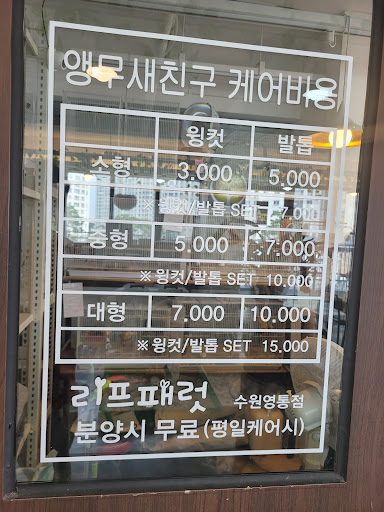 앵무새친구 케어비용
윙컷 발톱
소형 3.000 5.000
※윙컷/발톱 SET 7.000
중형 5.000 7.000
※ 윙컷/발톱 SET 10.000
대형 7.000 10.000
※ 윙컷/발톱 SET 15.000
리프패럿 수원영통점
분양시 무료(평일케어시)